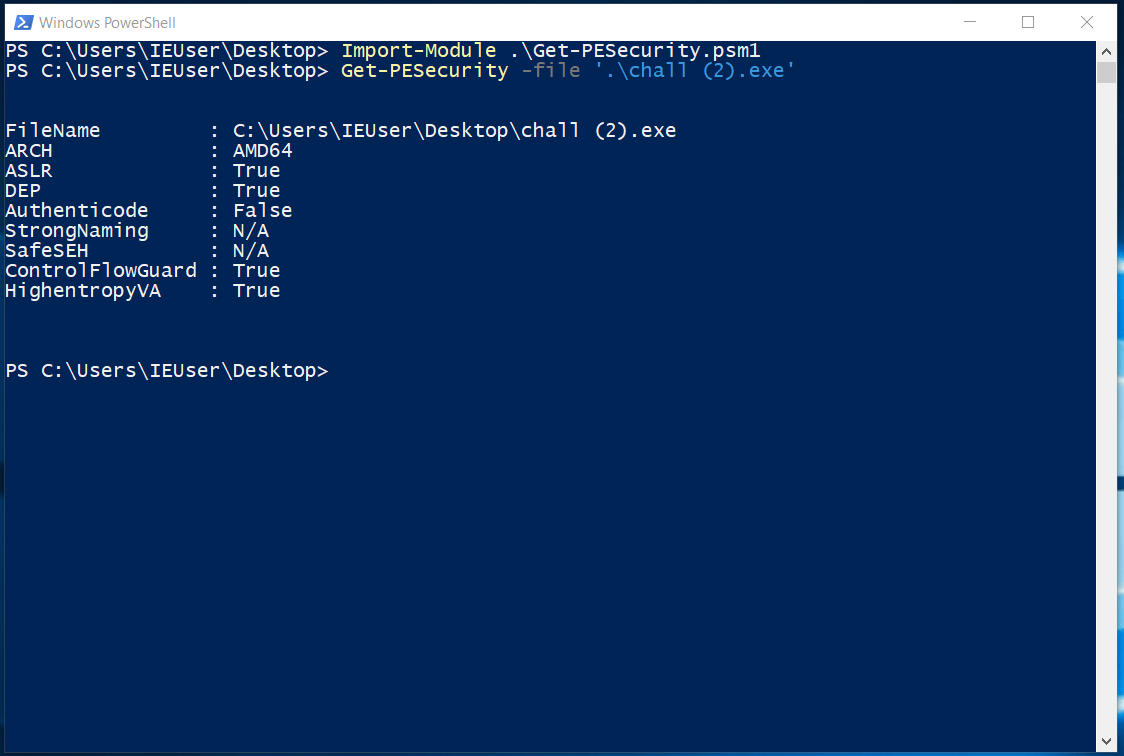 Windows PowerShell
PS C:\Users\IEUser\Desktop> Import-Module .\Get-PESecurity.psm1
PS C:\Users\IEUser\Desktop> Get-PESecurity -file '.\chall (2).exe'
FileName         : C:\Users\IEUser\Desktop\chall (2).exe
ARCH             : AMD64
ASLR             : True
DEP              : True
Authenticode     : False
StrongNaming     : N/A
SafeSEH          : N/A
ControlFlowGuard : True
HighentropyVA    : True
PS C:\Users\IEUser\Desktop>